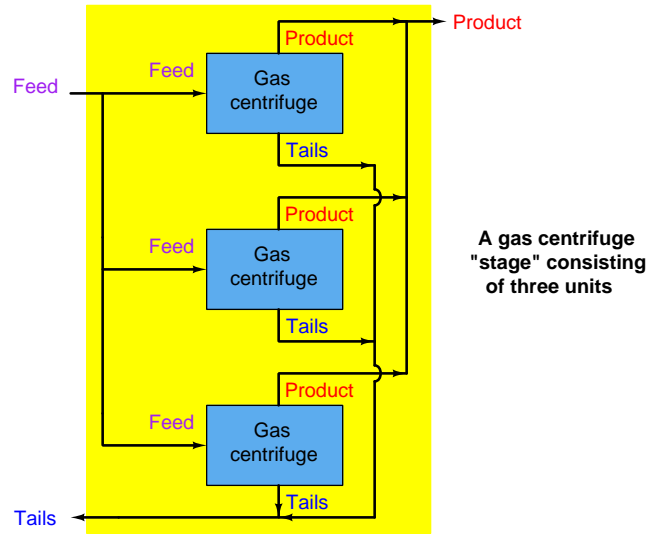 Product
Product
Feed
Feed
Gas
centrifuge
Tails
Product
Feed
Gas
centrifuge
Tails
A gas centrifuge
"stage" consisting
of three units
Product
Feed
Gas
centrifuge
Tails
Tails